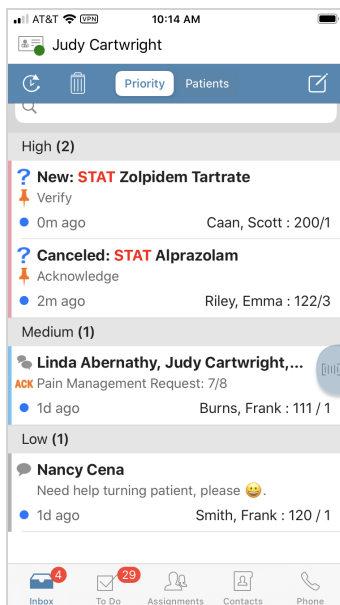 AT&T VPN 10:14 AM
Judy Cartwright
Priority Patients
High (2)
New: STAT Zolpidem Tartrate
Verify
0m ago Caan, Scott : 200/1
Canceled: STAT Alprazolam
Acknowledge
2m ago Riley, Emma : 122/3
Medium (1)
Linda Abernathy, Judy Cartwright,...
ACK Pain Management Request: 7/8
1d ago Burns, Frank : 111 / 1
Low (1)
Nancy Cena
Need help turning patient, please 😀.
1d ago Smith, Frank : 120 / 1
4 29
Inbox To Do Assignments Contacts Phone